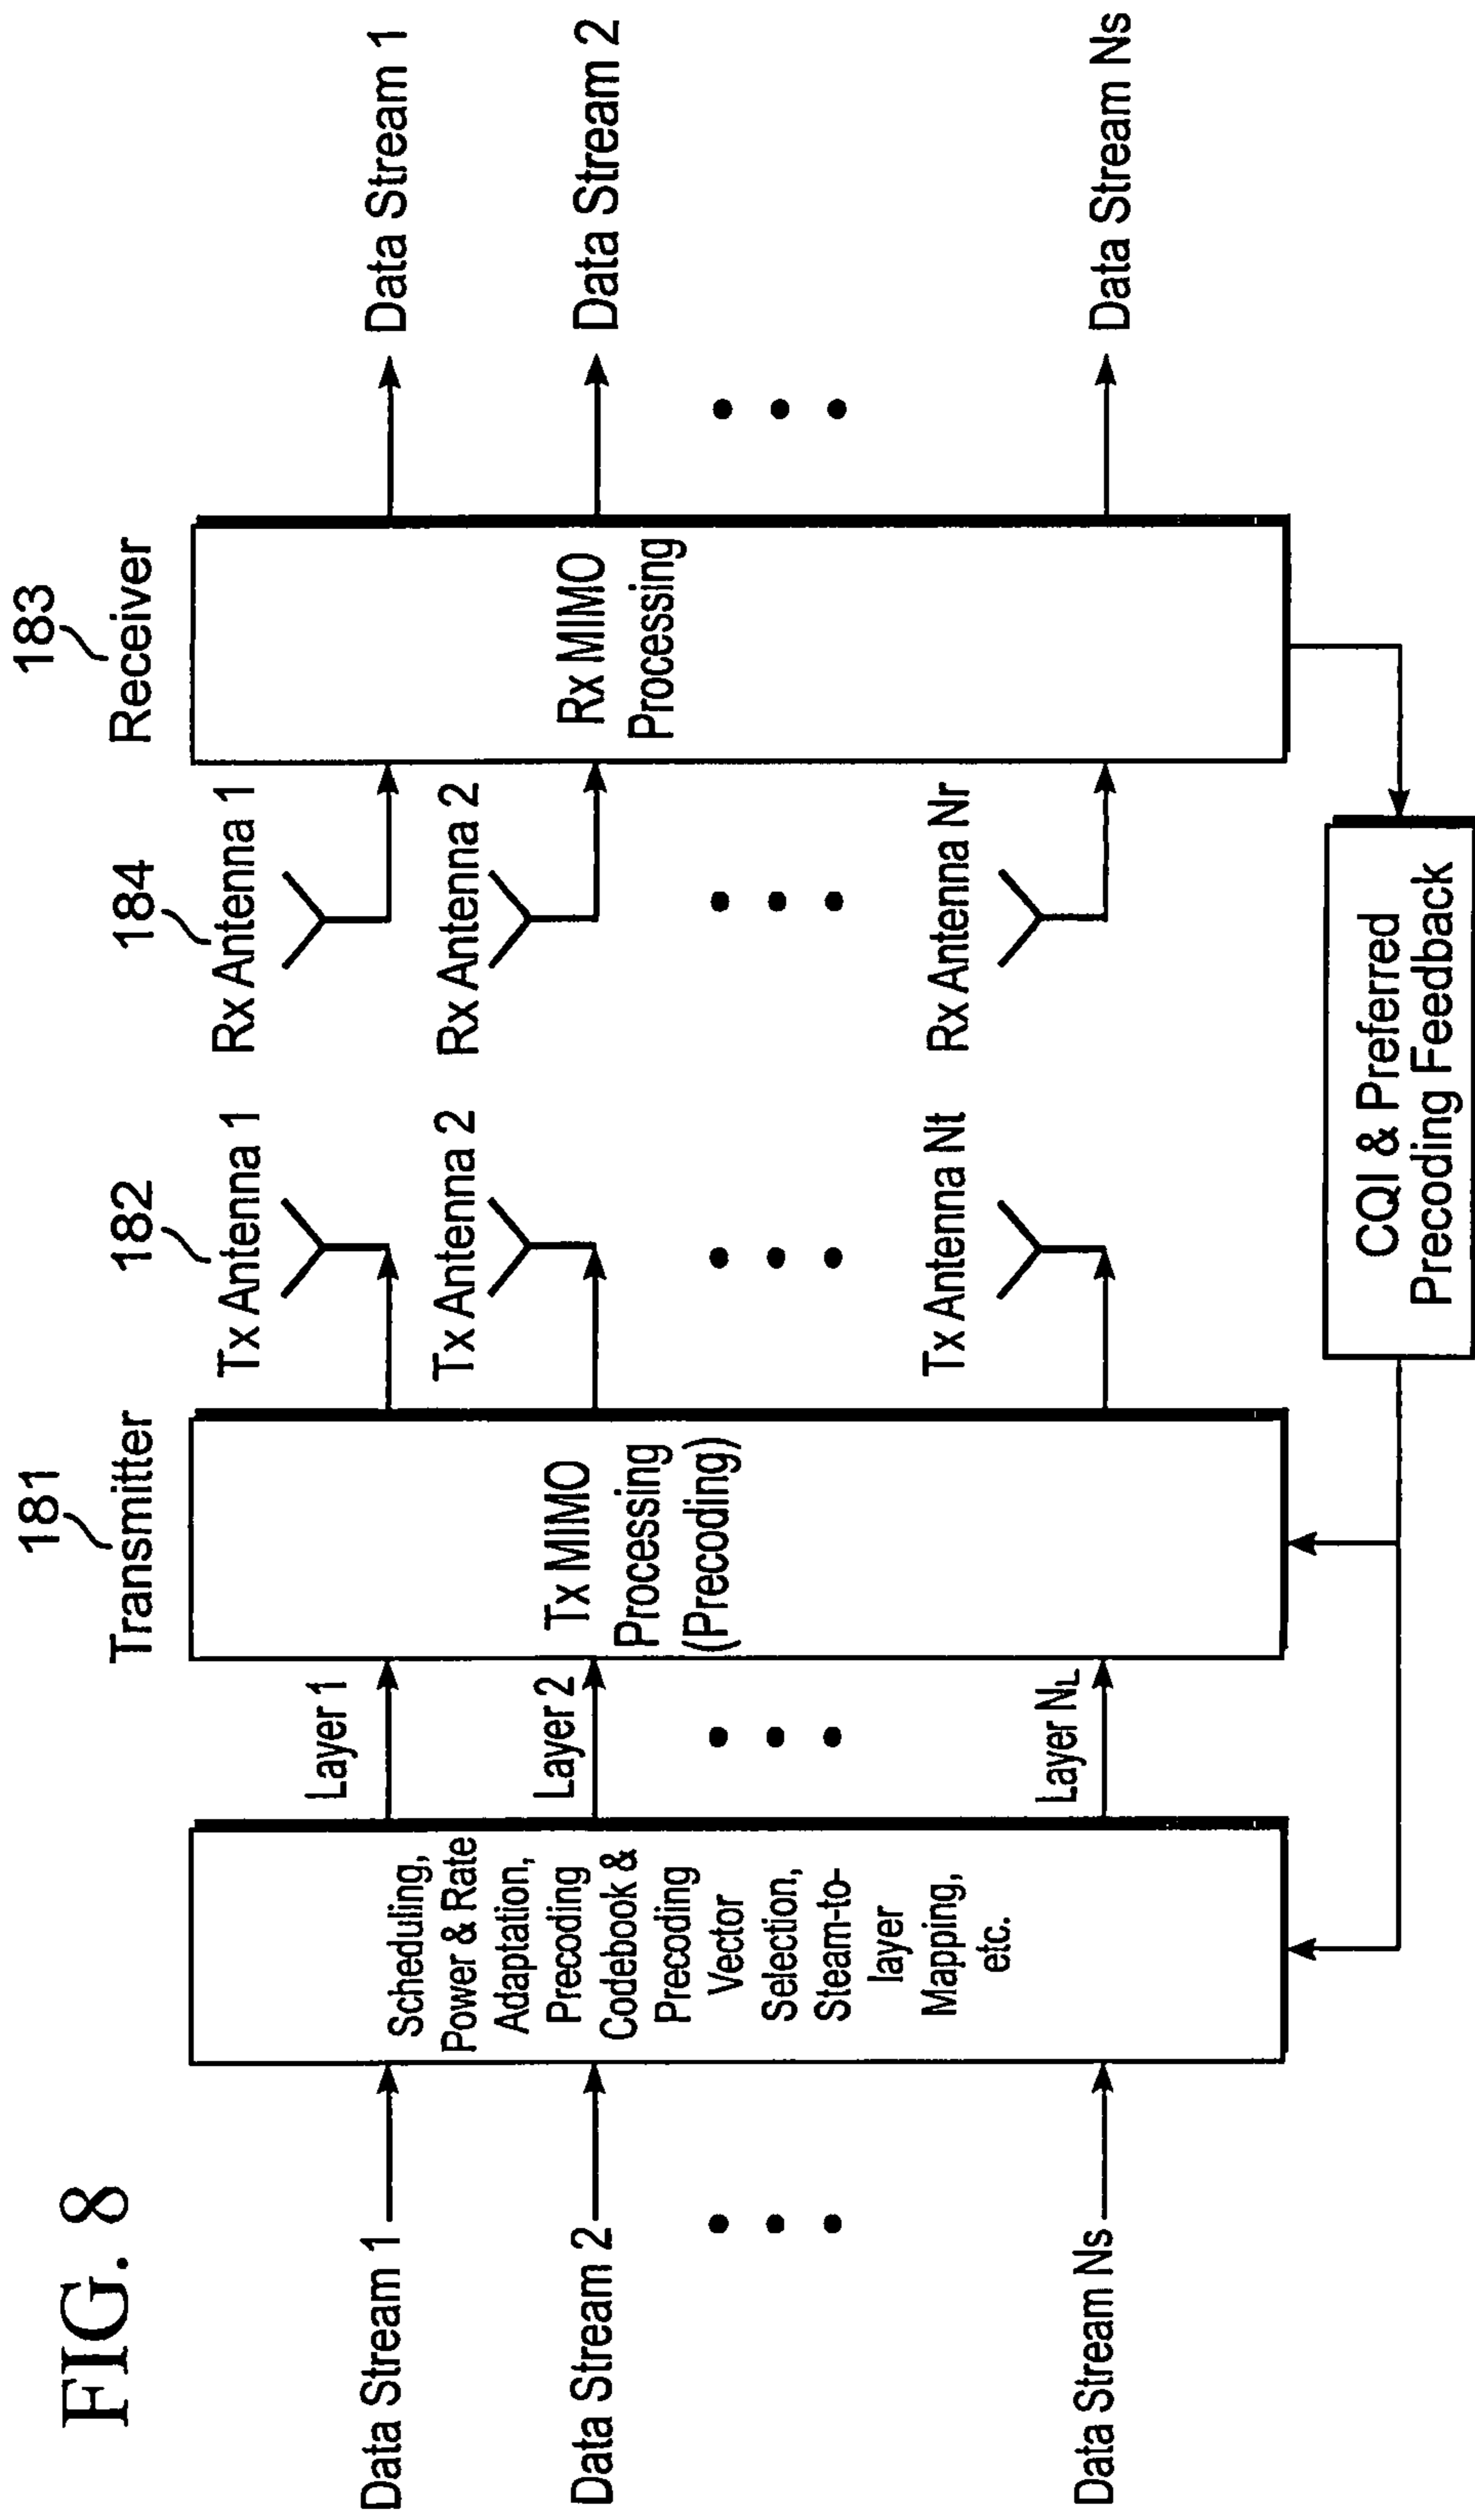 FIG. 8
Data Stream 1
Data Stream 2
Data Stream Ns
Scheduling,
Power & Rate
Adaptation,
Precoding
Codebook &
Precoding
Vector
Selection,
Steam-to-
layer
Mapping,
etc.
Layer 1
Layer 2
Layer NL
181
Transmitter
Tx MIMO
Processing
(Precoding)
182
Tx Antenna 1
Tx Antenna 2
Tx Antenna Nt
184
Rx Antenna 1
Rx Antenna 2
Rx Antenna Nr
183
Receiver
Rx MIMO
Processing
Data Stream 1
Data Stream 2
Data Stream Ns
CQI & Preferred
Precoding Feedback